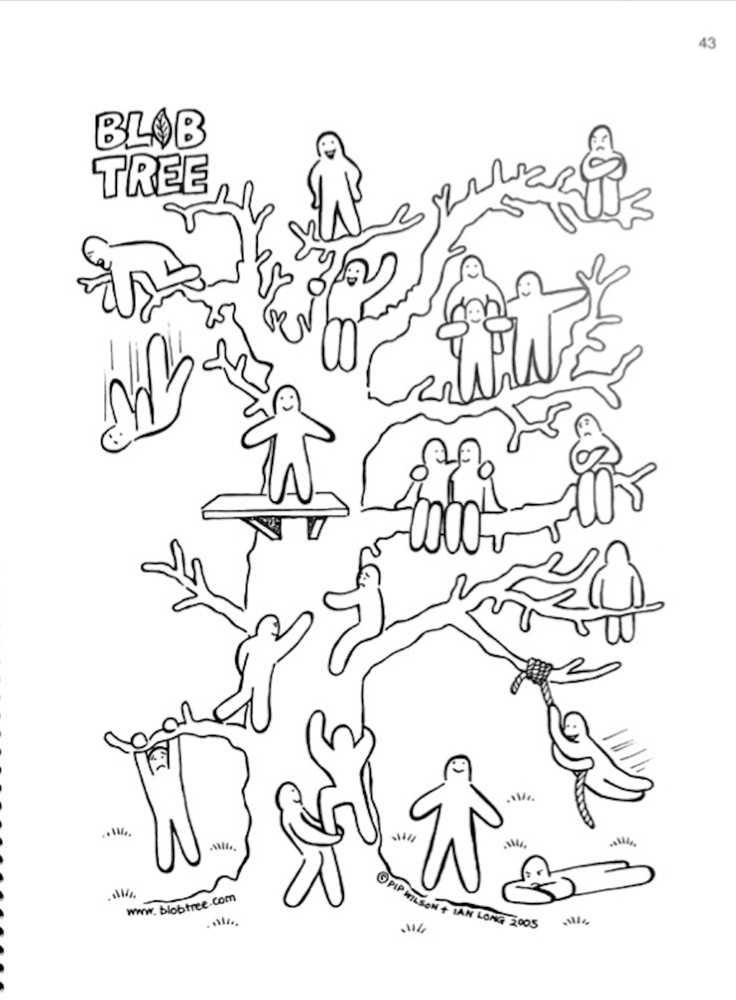 43
BLOB
TREE
www.blobtree.com
© PIP WILSON + IAN LONG 2005